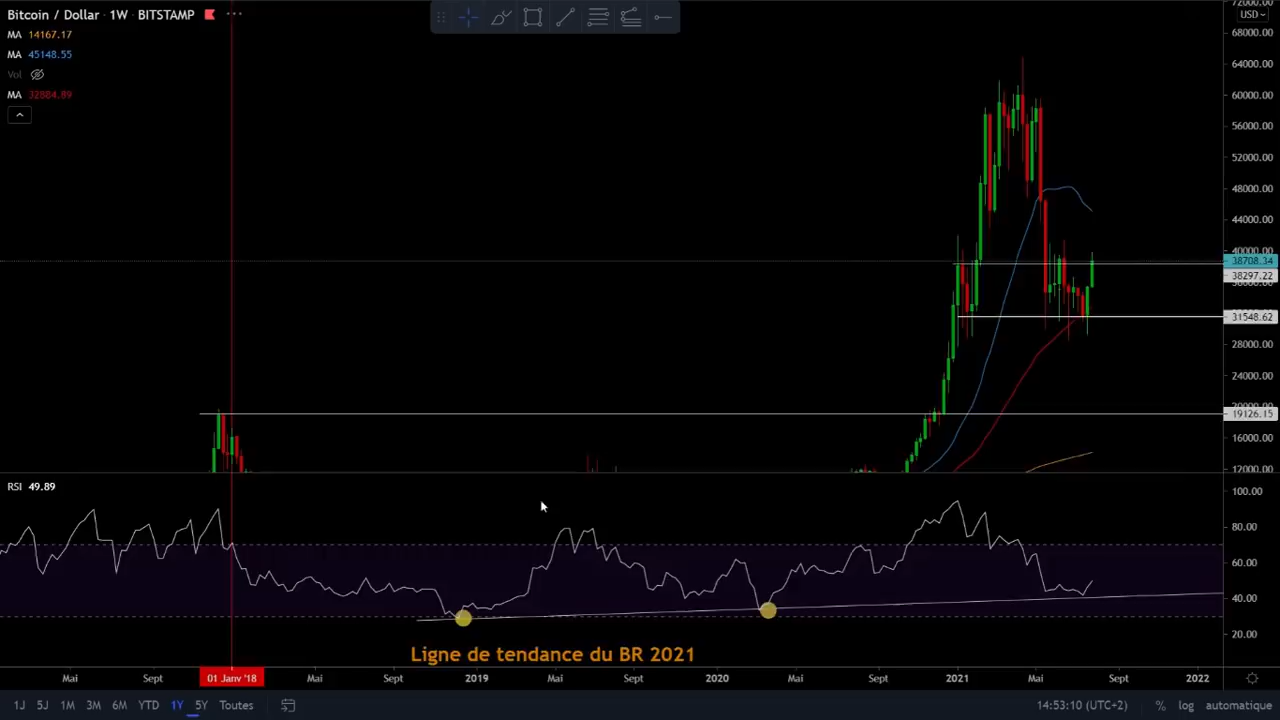 Bitcoin / Dollar · 1W · BITSTAMP
MA 14167.17
MA 45148.55
Vol
MA 32884.89
USD
72000.00
68000.00
64000.00
60000.00
56000.00
52000.00
48000.00
44000.00
40000.00
38708.34
38297.22
36000.00
31548.62
28000.00
24000.00
20000.00
19126.15
16000.00
12000.00
RSI 49.89
100.00
80.00
60.00
40.00
20.00
Ligne de tendance du BR 2021
Mai Sept 01 Janv '18 Mai Sept 2019 Mai Sept 2020 Mai Sept 2021 Mai Sept 2022
1J 5J 1M 3M 6M YTD 1Y 5Y Toutes
14:53:10 (UTC+2) % log automatique